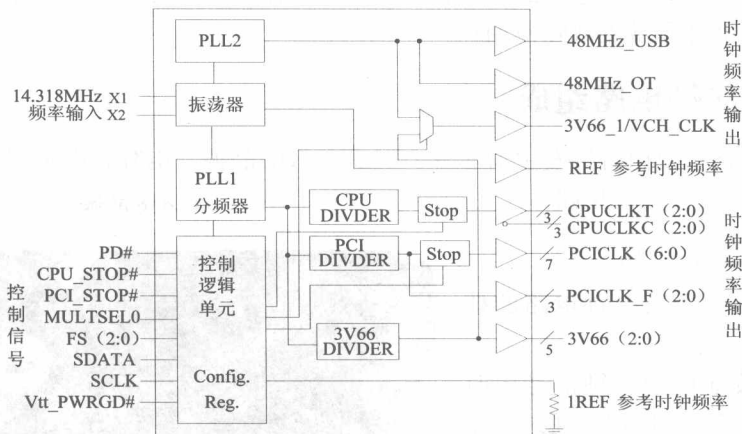 PLL2
48MHz_USB
时钟频率输出
48MHz_OT
14.318MHz X1
频率输入 X2
振荡器
3V66_1/VCH_CLK
REF 参考时钟频率
PLL1
分频器
CPU
DIVDER
Stop
3
CPUCLKT (2:0)
3
CPUCLKC (2:0)
时钟频率输出
控制信号
PD#
CPU_STOP#
PCI_STOP#
MULTSEL0
FS (2:0)
SDATA
SCLK
Vtt_PWRGD#
控制
逻辑
单元
Config.
Reg.
PCI
DIVDER
Stop
7
PCICLK (6:0)
3
PCICLK_F (2:0)
3V66
DIVDER
5
3V66 (2:0)
1REF 参考时钟频率